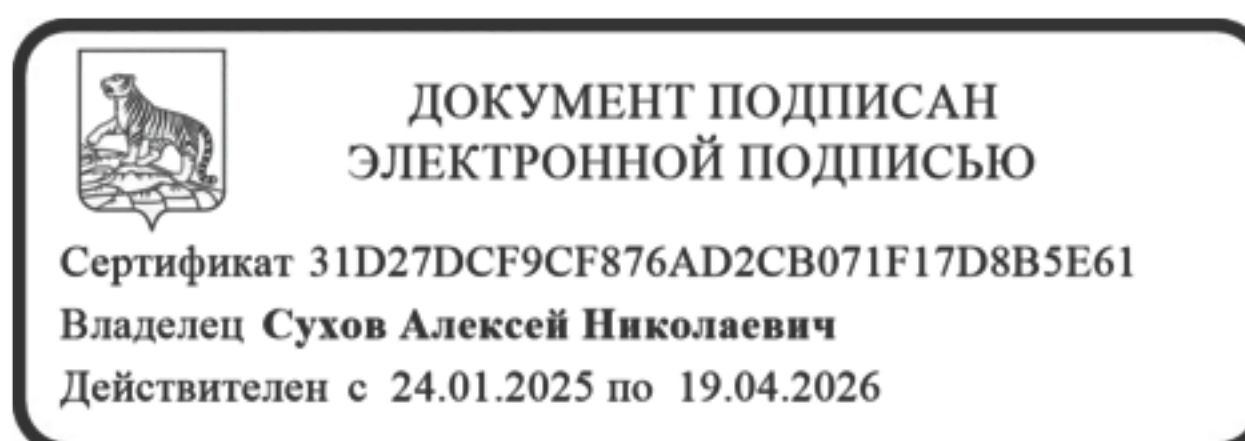 ДОКУМЕНТ ПОДПИСАН
ЭЛЕКТРОННОЙ ПОДПИСЬЮ
Сертификат 31D27DCF9CF876AD2CB071F17D8B5E61
Владелец Сухов Алексей Николаевич
Действителен с 24.01.2025 по 19.04.2026